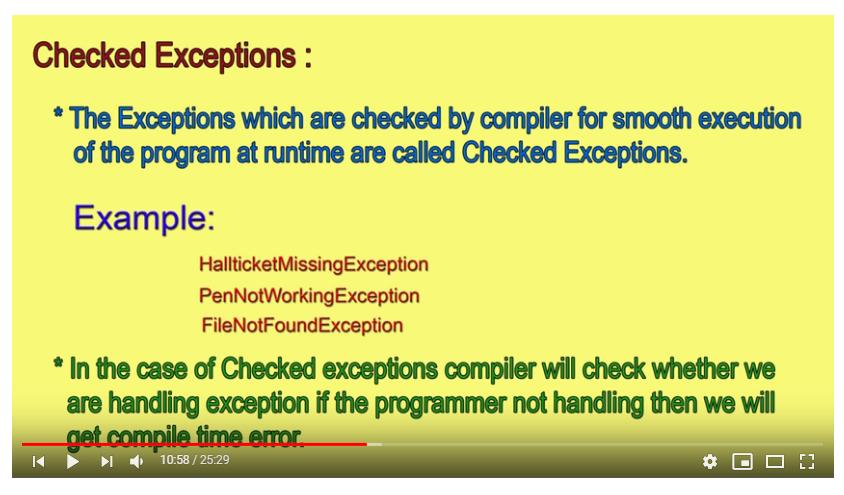 Checked Exceptions :
* The Exceptions which are checked by compiler for smooth execution
of the program at runtime are called Checked Exceptions.
Example:
HallticketMissingException
PenNotWorkingException
FileNotFoundException
* In the case of Checked exceptions compiler will check whether we
are handling exception if the programmer not handling then we will
get compile time error.
10:58 / 25:29